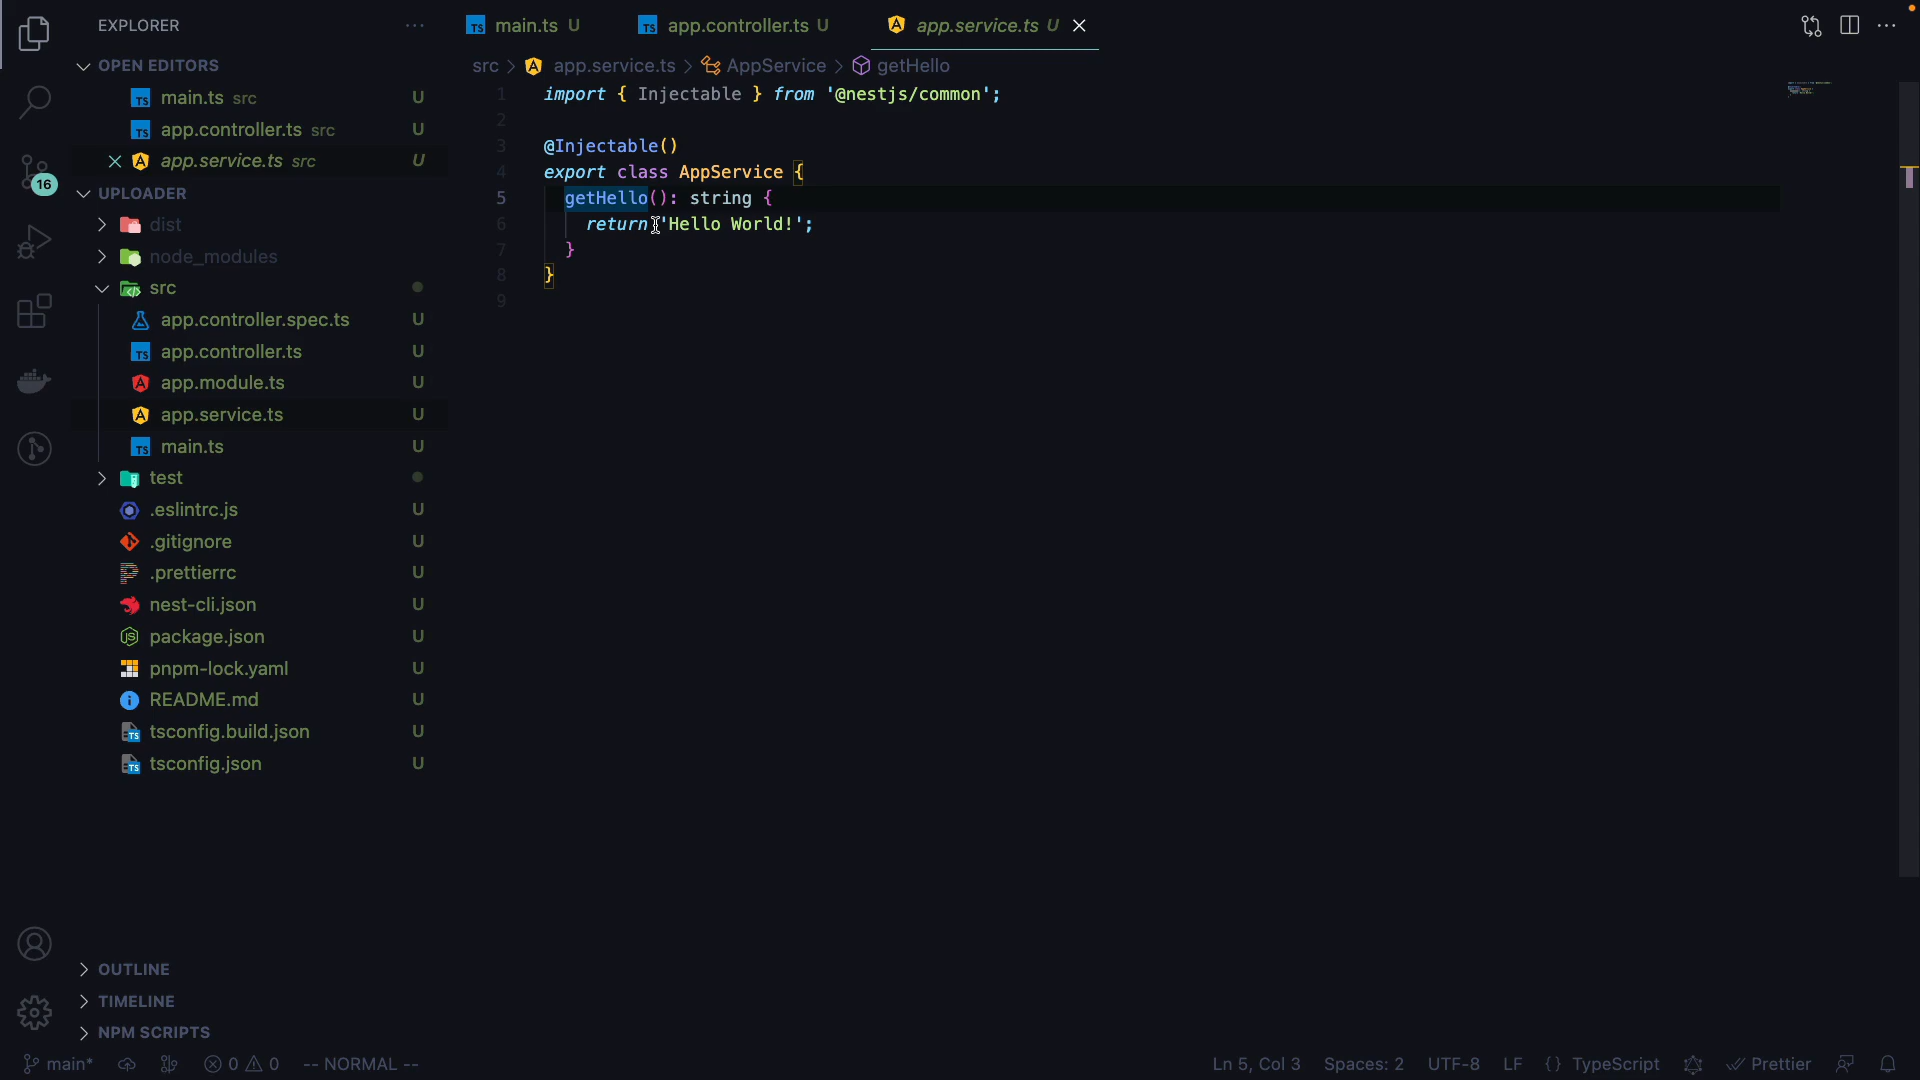 EXPLORER
OPEN EDITORS
main.ts src U
app.controller.ts src U
app.service.ts src U
UPLOADER
dist
node_modules
src
app.controller.spec.ts U
app.controller.ts U
app.module.ts U
app.service.ts U
main.ts U
test
.eslintrc.js U
.gitignore U
.prettierrc U
nest-cli.json U
package.json U
pnpm-lock.yaml U
README.md U
tsconfig.build.json U
tsconfig.json U
OUTLINE
TIMELINE
NPM SCRIPTS
16
main.ts U
app.controller.ts U
app.service.ts U
src > app.service.ts > AppService > getHello
1 import { Injectable } from '@nestjs/common';
2
3 @Injectable()
4 export class AppService {
5 getHello(): string {
6 return 'Hello World!';
7 }
8 }
9
main* 0 0 -- NORMAL --
Ln 5, Col 3 Spaces: 2 UTF-8 LF {} TypeScript Prettier